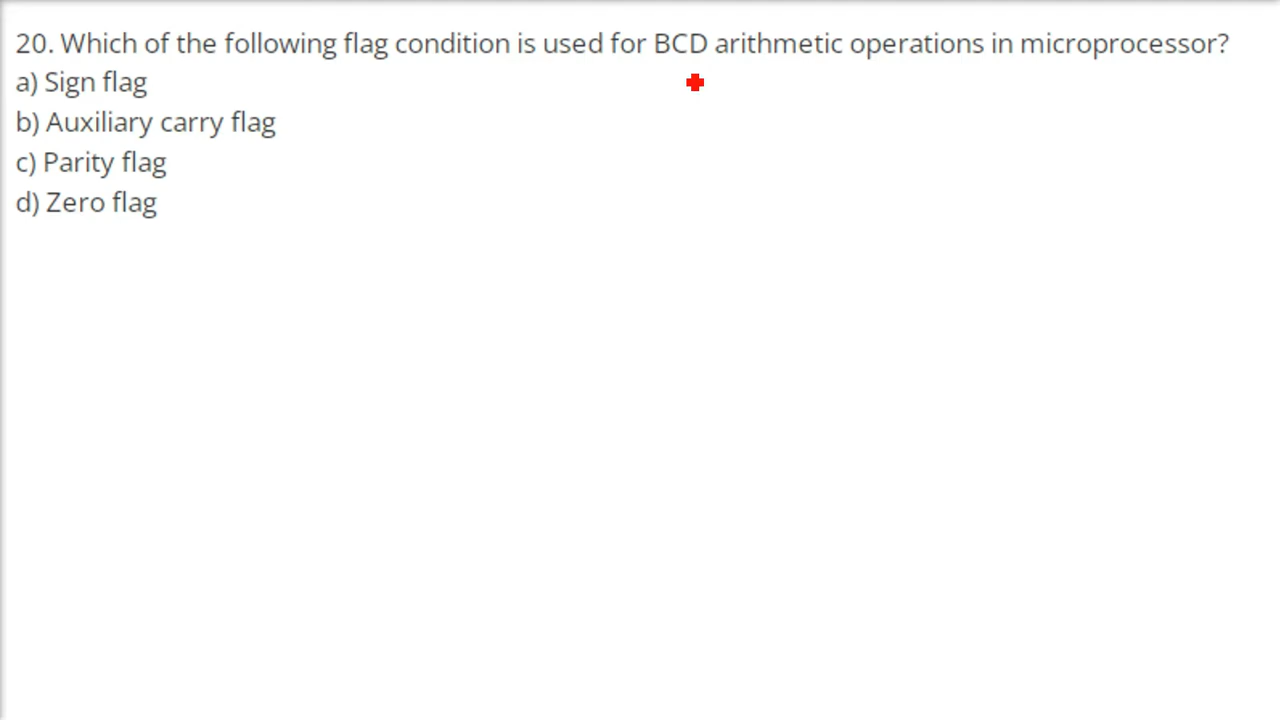 20. Which of the following flag condition is used for BCD arithmetic operations in microprocessor?
a) Sign flag
b) Auxiliary carry flag
c) Parity flag
d) Zero flag